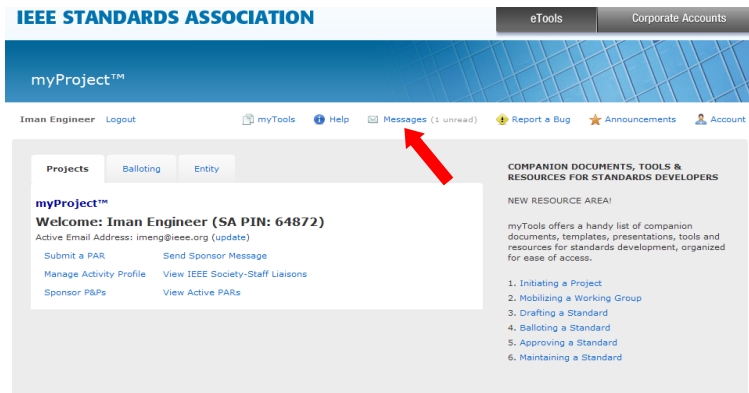 IEEE STANDARDS ASSOCIATION
eTools
Corporate Accounts
myProject™
Iman Engineer Logout
myTools
Help
Messages (1 unread)
Report a Bug
Announcements
Account
Projects
Balloting
Entity
myProject™
Welcome: Iman Engineer (SA PIN: 64872)
Active Email Address: imeng@ieee.org (update)
Submit a PAR
Send Sponsor Message
Manage Activity Profile
View IEEE Society-Staff Liaisons
Sponsor P&Ps
View Active PARs
COMPANION DOCUMENTS, TOOLS &
RESOURCES FOR STANDARDS DEVELOPERS
NEW RESOURCE AREA!
myTools offers a handy list of companion
documents, templates, presentations, tools and
resources for standards development, organized
for ease of access.
1. Initiating a Project
2. Mobilizing a Working Group
3. Drafting a Standard
4. Balloting a Standard
5. Approving a Standard
6. Maintaining a Standard